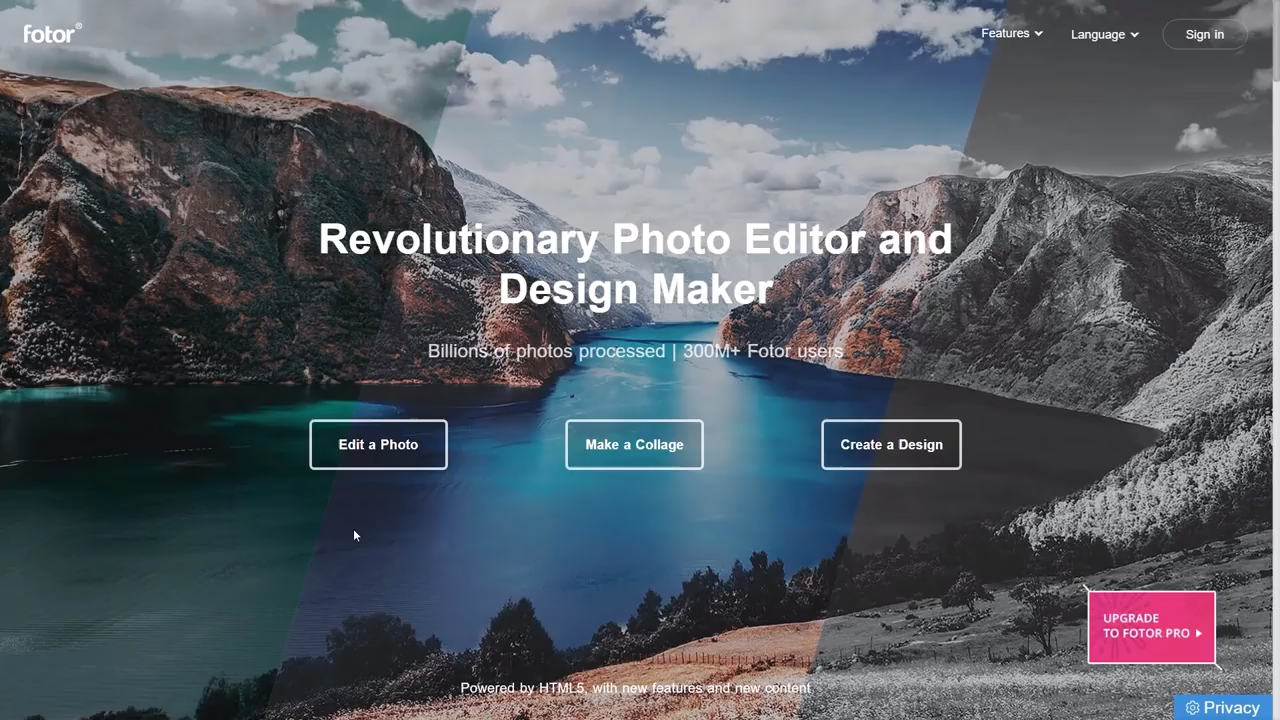 fotor®
Features
Language
Sign in
Revolutionary Photo Editor and
Design Maker
Billions of photos processed | 300M+ Fotor users
Edit a Photo
Make a Collage
Create a Design
UPGRADE
TO FOTOR PRO
Powered by HTML5, with new features and new content
Privacy